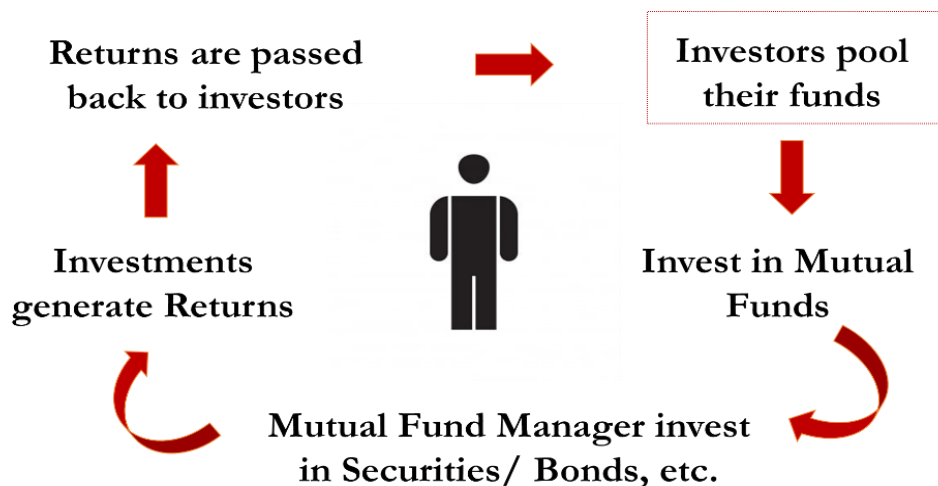 Returns are passed
back to investors
Investors pool
their funds
Invest in Mutual
Funds
Mutual Fund Manager invest
in Securities/ Bonds, etc.
Investments
generate Returns